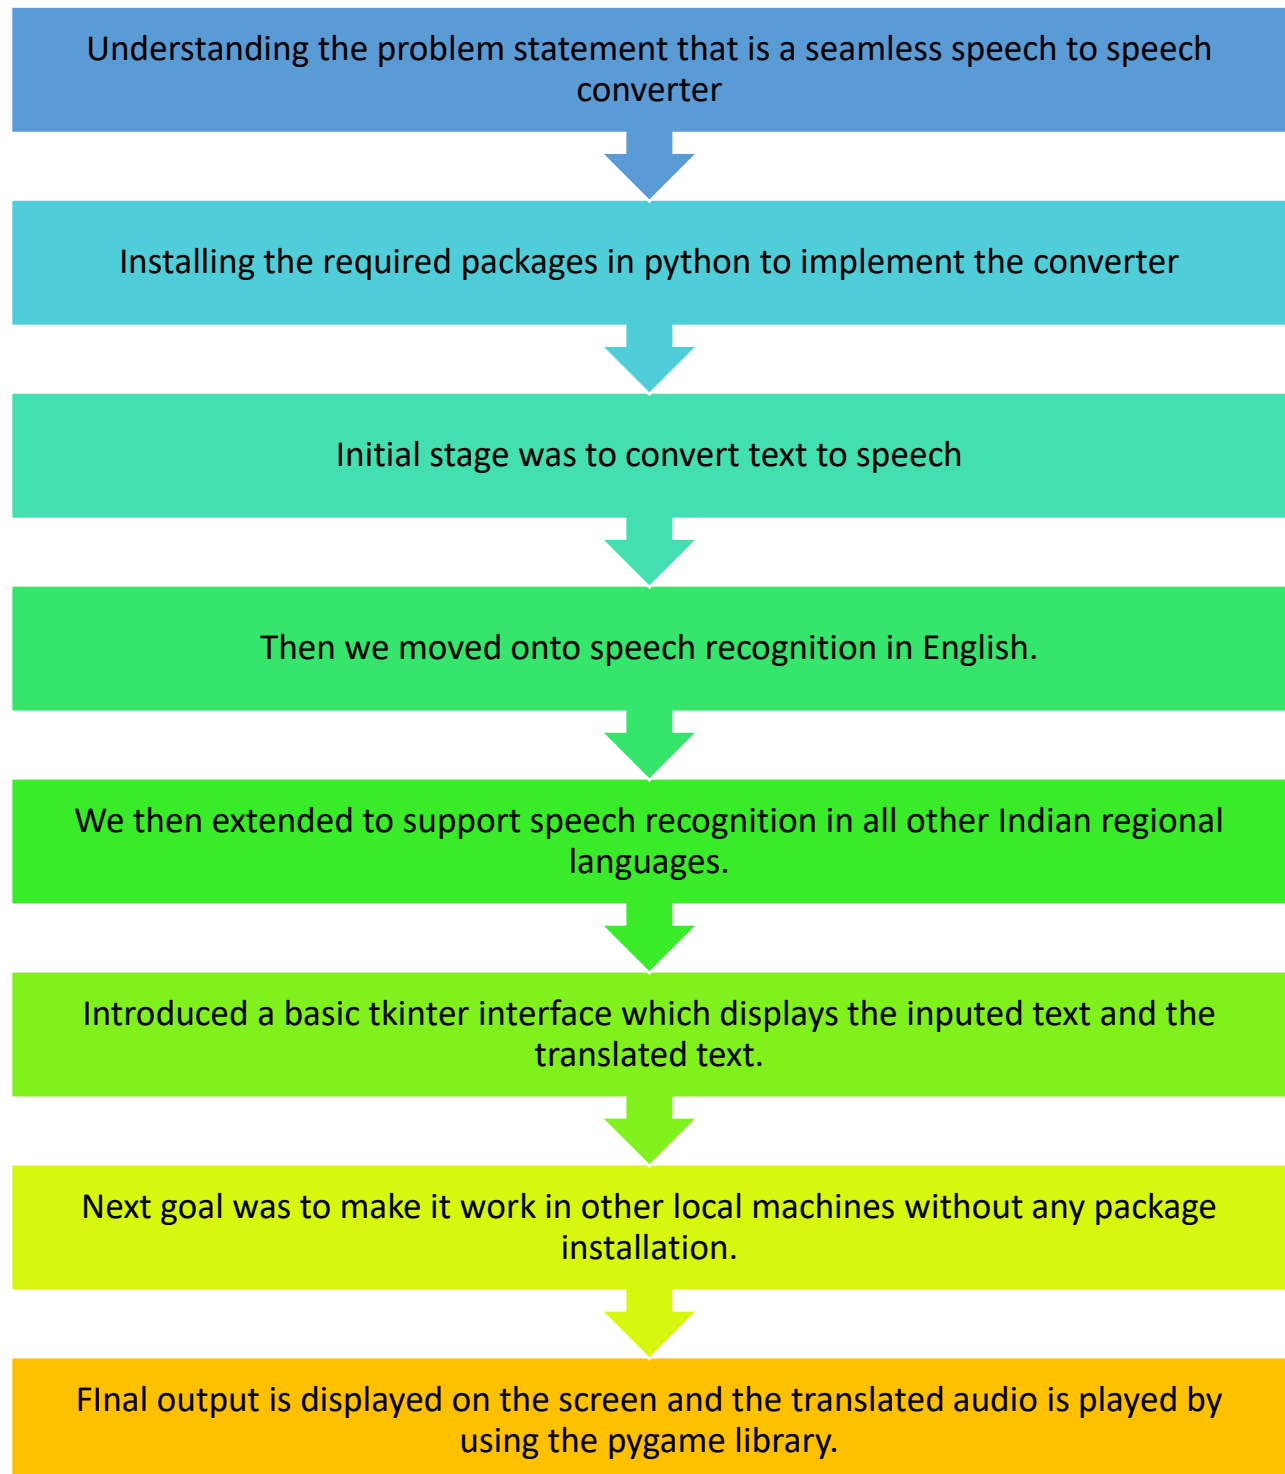 Understanding the problem statement that is a seamless speech to speech
converter
Installing the required packages in python to implement the converter
Initial stage was to convert text to speech
Then we moved onto speech recognition in English.
We then extended to support speech recognition in all other Indian regional
languages.
Introduced a basic tkinter interface which displays the inputed text and the
translated text.
Next goal was to make it work in other local machines without any package
installation.
FInal output is displayed on the screen and the translated audio is played by
using the pygame library.